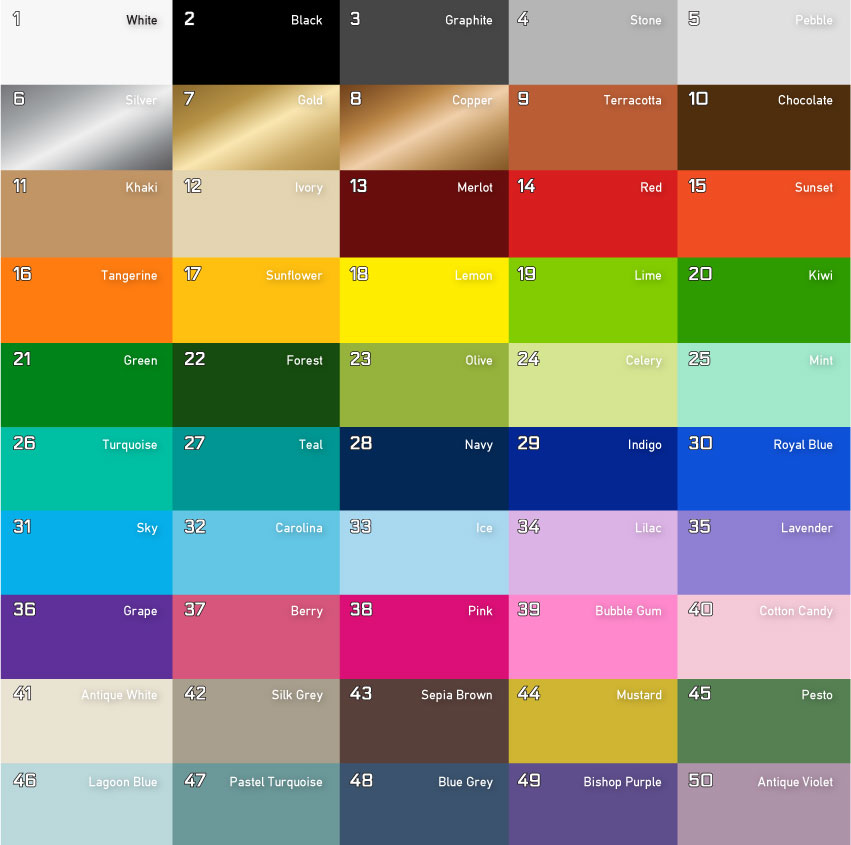 1 White 2 Black 3 Graphite 4 Stone 5 Pebble
6 Silver 7 Gold 8 Copper 9 Terracotta 10 Chocolate
11 Khaki 12 Ivory 13 Merlot 14 Red 15 Sunset
16 Tangerine 17 Sunflower 18 Lemon 19 Lime 20 Kiwi
21 Green 22 Forest 23 Olive 24 Celery 25 Mint
26 Turquoise 27 Teal 28 Navy 29 Indigo 30 Royal Blue
31 Sky 32 Carolina 33 Ice 34 Lilac 35 Lavender
36 Grape 37 Berry 38 Pink 39 Bubble Gum 40 Cotton Candy
41 Antique White 42 Silk Grey 43 Sepia Brown 44 Mustard 45 Pesto
46 Lagoon Blue 47 Pastel Turquoise 48 Blue Grey 49 Bishop Purple 50 Antique Violet